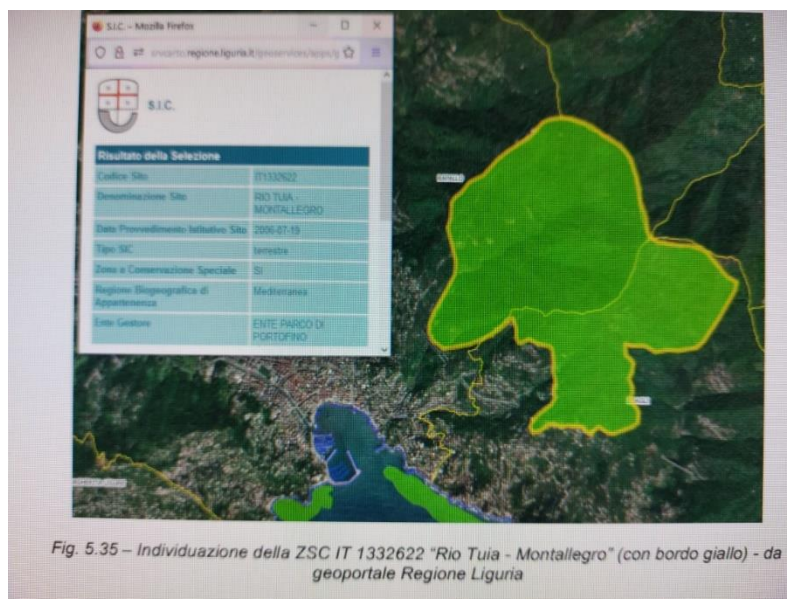 S.I.C. – Mozilla Firefox
regione.liguria.it/geoservices/apps/
S.I.C.
Risultato della Selezione
Codice Sito IT1332622
Denominazione Sito RIO TUIA - MONTALLEGRO
Data Provvedimento Istitutivo Sito 2006-07-19
Tipo SIC terrestre
Zona a Conservazione Speciale SI
Regione Biogeografica di Appartenenza Mediterranea
Ente Gestore ENTE PARCO DI PORTOFINO
RAPALLO
Fig. 5.35 – Individuazione della ZSC IT 1332622 “Rio Tuia - Montallegro” (con bordo giallo) - da
geoportale Regione Liguria